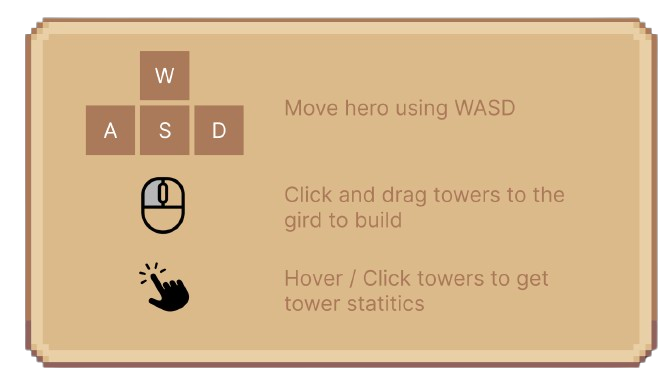 W
A S D
Move hero using WASD
Click and drag towers to the
gird to build
Hover / Click towers to get
tower statitics